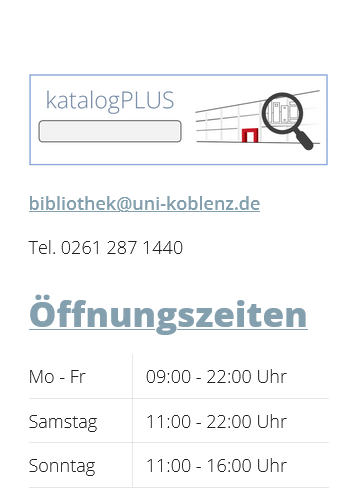 katalogPLUS
bibliothek@uni-koblenz.de
Tel. 0261 287 1440
Öffnungszeiten
Mo - Fr 09:00 - 22:00 Uhr
Samstag 11:00 - 22:00 Uhr
Sonntag 11:00 - 16:00 Uhr